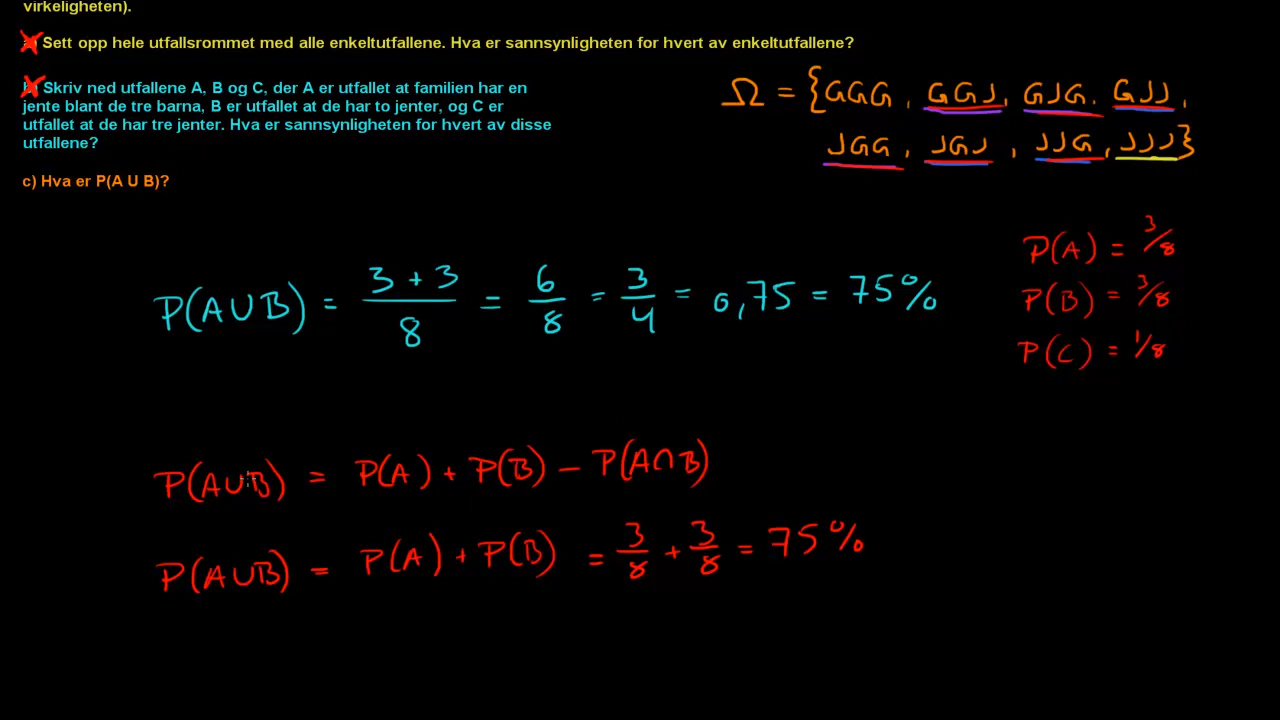 virkeligheten).
a) Sett opp hele utfallsrommet med alle enkeltutfallene. Hva er sannsynligheten for hvert av enkeltutfallene?
b) Skriv ned utfallene A, B og C, der A er utfallet at familien har en
jente blant de tre barna, B er utfallet at de har to jenter, og C er
utfallet at de har tre jenter. Hva er sannsynligheten for hvert av disse
utfallene?
c) Hva er P(A U B)?
Ω = {GGG, GGJ, GJG, GJJ,
JGG, JGJ, JJG, JJJ}
P(A) = 3/8
P(B) = 3/8
P(C) = 1/8
P(A∪B) = 3+3/8 = 6/8 = 3/4 = 0,75 = 75%
P(A∪B) = P(A) + P(B) − P(A∩B)
P(A∪B) = P(A) + P(B) = 3/8 + 3/8 = 75%